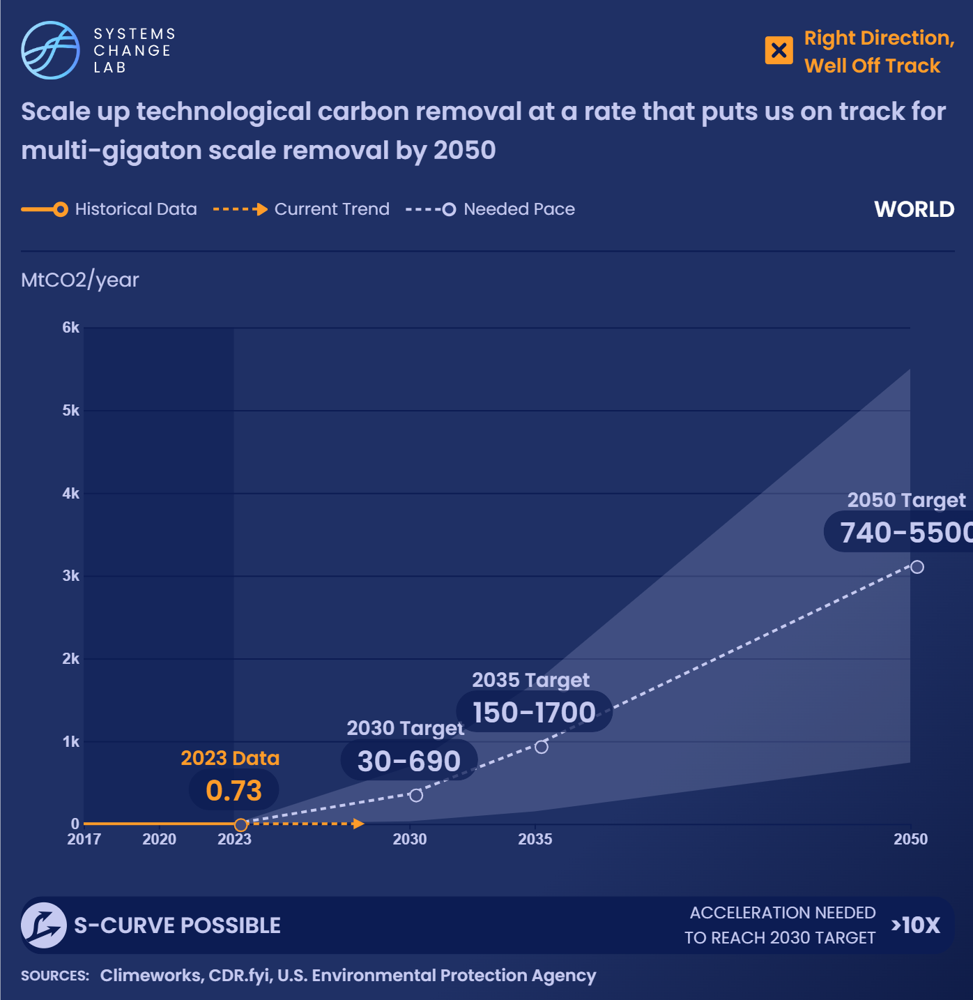 SYSTEMS
CHANGE
LAB
Right Direction,
Well Off Track
Scale up technological carbon removal at a rate that puts us on track for
multi-gigaton scale removal by 2050
Historical Data
Current Trend
Needed Pace
WORLD
MtCO2/year
6k
5k
4k
3k
2k
1k
0
2050 Target
740-5500
2035 Target
150-1700
2030 Target
30-690
2023 Data
0.73
2017
2020
2023
2030
2035
2050
S-CURVE POSSIBLE
ACCELERATION NEEDED
TO REACH 2030 TARGET
>10X
SOURCES: Climeworks, CDR.fyi, U.S. Environmental Protection Agency